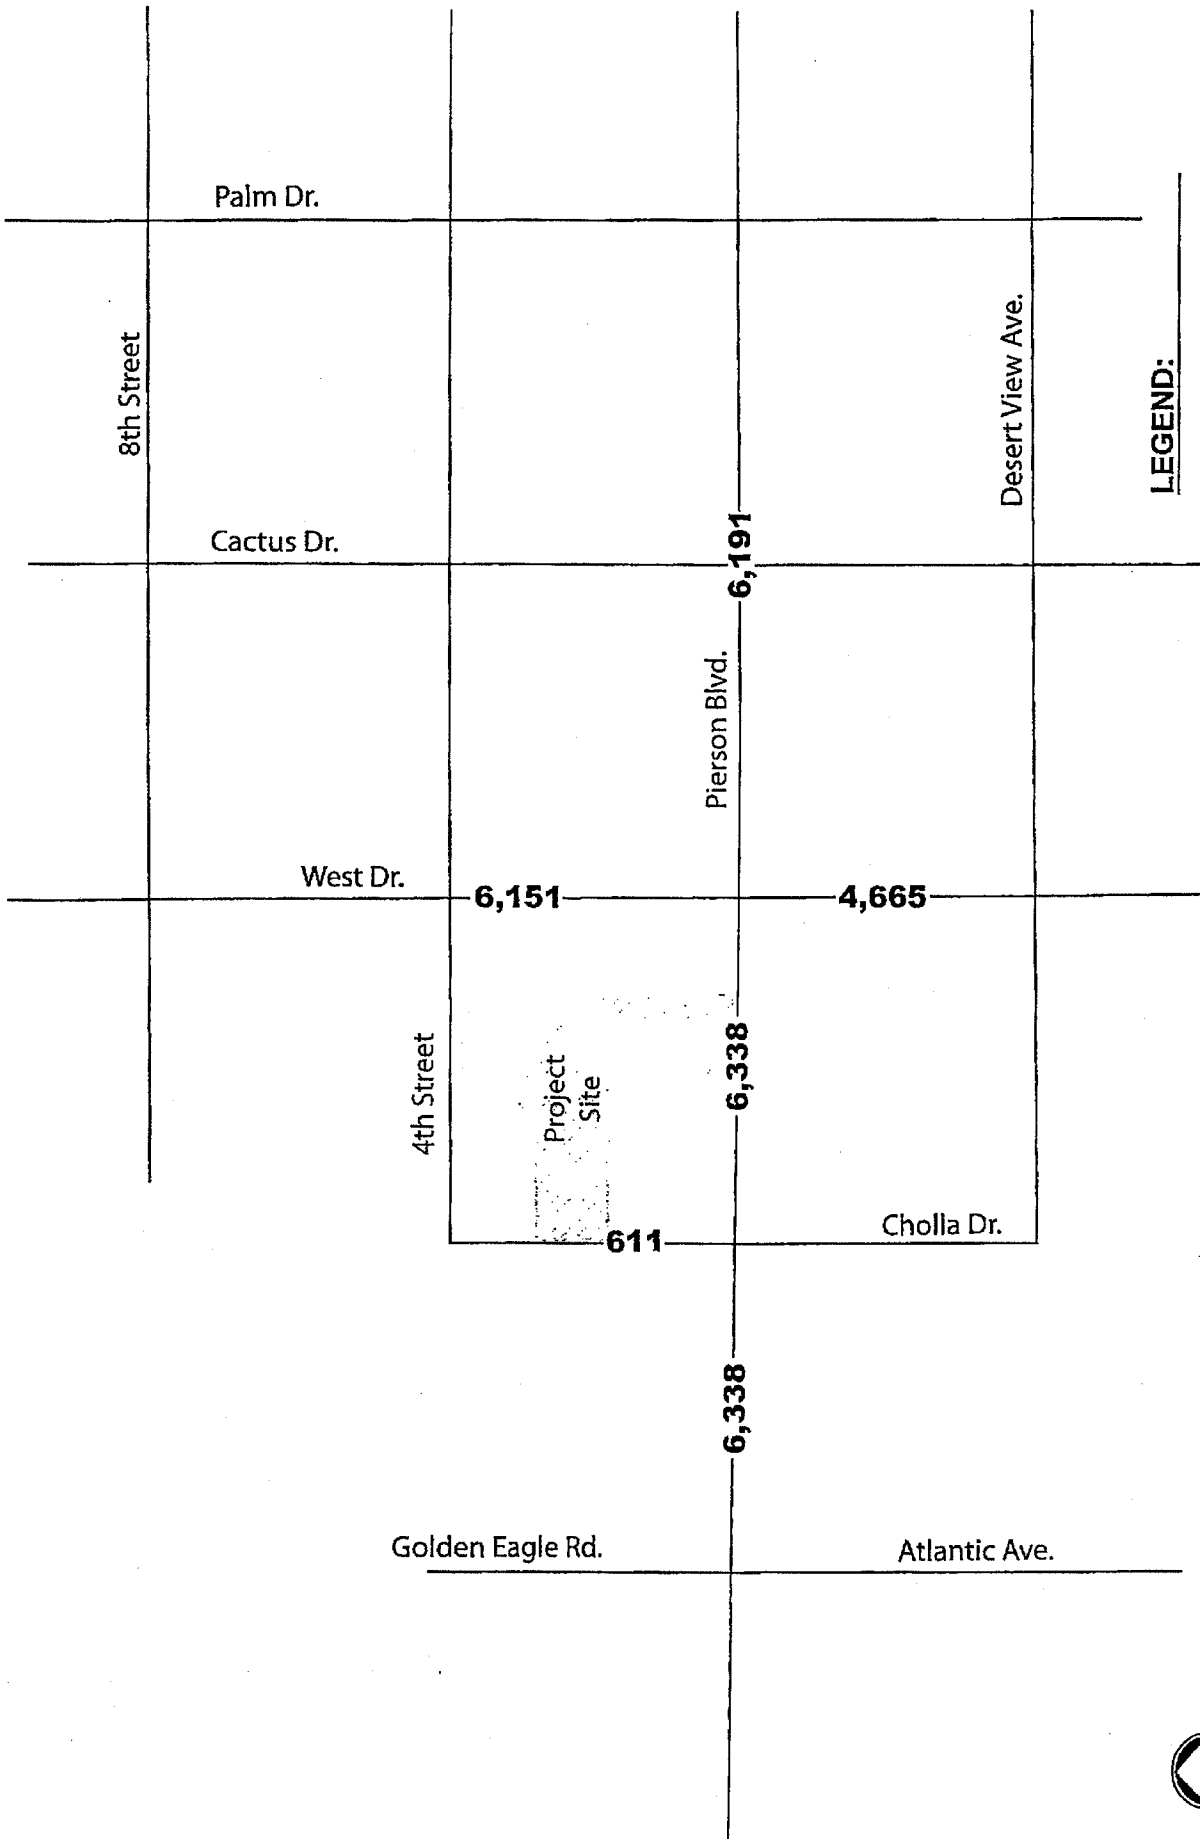 Palm Dr.
8th Street
Desert View Ave.
LEGEND:
Cactus Dr.
6,191
Pierson Blvd.
West Dr.
6,151
4,665
4th Street
Project
Site
6,338
611
Cholla Dr.
6,338
Golden Eagle Rd.
Atlantic Ave.